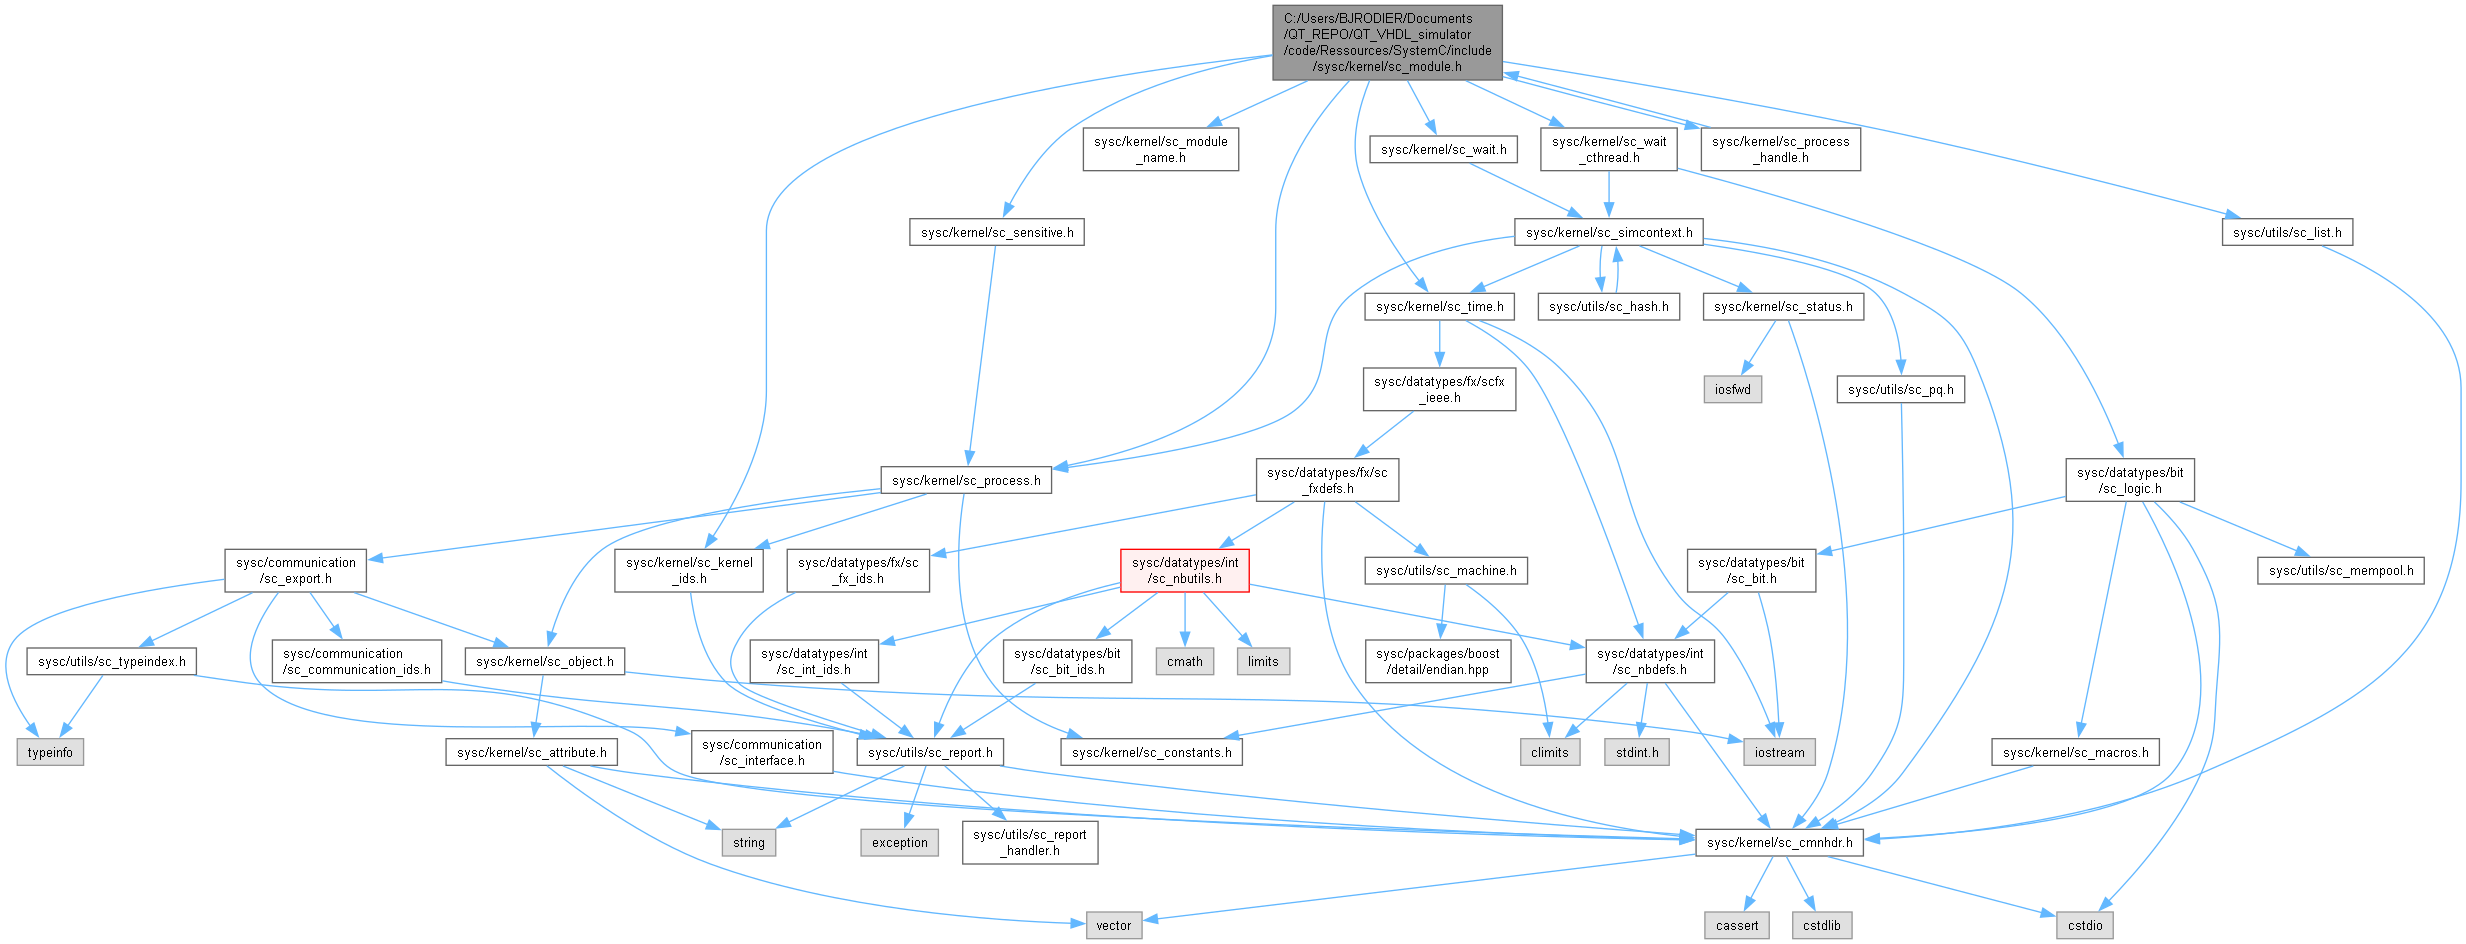 C:/Users/BJRODIER/Documents
/QT_REPO/QT_VHDL_simulator
/code/Ressources/SystemC/include
/sysc/kernel/sc_module.h
sysc/kernel/sc_module
_name.h
sysc/kernel/sc_wait.h
sysc/kernel/sc_wait
_cthread.h
sysc/kernel/sc_process
_handle.h
sysc/kernel/sc_sensitive.h
sysc/kernel/sc_simcontext.h
sysc/utils/sc_list.h
sysc/kernel/sc_time.h
sysc/utils/sc_hash.h
sysc/kernel/sc_status.h
sysc/datatypes/fx/scfx
_ieee.h
iosfwd
sysc/utils/sc_pq.h
sysc/kernel/sc_process.h
sysc/datatypes/fx/sc
_fxdefs.h
sysc/datatypes/bit
/sc_logic.h
sysc/communication
/sc_export.h
sysc/kernel/sc_kernel
_ids.h
sysc/datatypes/fx/sc
_fx_ids.h
sysc/datatypes/int
/sc_nbutils.h
sysc/utils/sc_machine.h
sysc/datatypes/bit
/sc_bit.h
sysc/utils/sc_mempool.h
sysc/utils/sc_typeindex.h
sysc/communication
/sc_communication_ids.h
sysc/kernel/sc_object.h
sysc/datatypes/int
/sc_int_ids.h
sysc/datatypes/bit
/sc_bit_ids.h
cmath
limits
sysc/packages/boost
/detail/endian.hpp
sysc/datatypes/int
/sc_nbdefs.h
typeinfo
sysc/kernel/sc_attribute.h
sysc/communication
/sc_interface.h
sysc/utils/sc_report.h
sysc/kernel/sc_constants.h
climits
stdint.h
iostream
sysc/kernel/sc_macros.h
string
exception
sysc/utils/sc_report
_handler.h
sysc/kernel/sc_cmnhdr.h
vector
cassert
cstdlib
cstdio